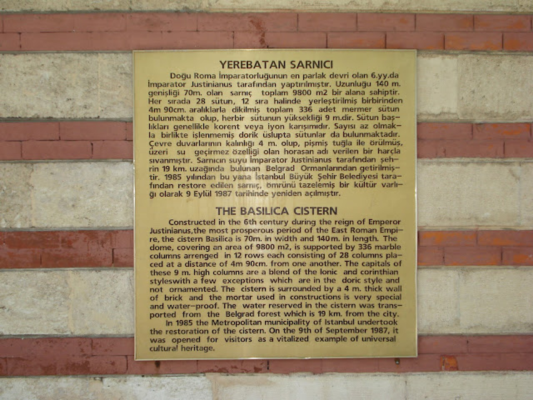 YEREBATAN SARNICI
Doğu Roma İmparatorluğunun en parlak devri olan 6.yy.da
İmparator Justinianus tarafından yaptırılmıştır. Uzunluğu 140 m.
genişliği 70m. olan sarnıç toplam 9800 m2 bir alana sahiptir.
Her sırada 28 sütun, 12 sıra halinde yerleştirilmiş birbirinden
4m 90cm. aralıklarla dikilmiş toplam 336 adet mermer sütun
bulunmakta olup, herbir sütunun yüksekliği 9 m.dir. Sütun baş-
lıkları genellikle korent veya iyon karışımıdır. Sayısı az olmak-
la birlikte işlenmemiş dorik üslupta sütunlar da bulunmaktadır.
Çevre duvarlarının kalınlığı 4 m. olup, pişmiş tuğla ile örülmüş,
üzeri su geçirmez özelliği olan horasan adı verilen bir harçla
sıvanmıştır. Sarnıcın suyu İmparator Justinianus tarafından şeh-
rin 19 km. uzağında bulunan Belgrad Ormanlarından getirilmiş-
tir. 1985 yılından bu yana İstanbul Büyük Şehir Belediyesi tara-
fından restore edilen sarnıç, ömrünü tazelemiş bir kültür varlı-
ğı olarak 9 Eylül 1987 tarihinde yeniden açılmıştır.
THE BASILICA CISTERN
Constructed in the 6th century during the reign of Emperor
Justinianus,the most prosperous period of the East Roman Empi-
re, the cistern Basilica is 70m. in width and 140m. in length. The
dome, covering an area of 9800 m2, is supported by 336 marble
columns arranged in 12 rows each consisting of 28 columns pla-
ced at a distance of 4m 90cm. from one another. The capitals of
these 9 m. high columns are a blend of the Ionic and corinthian
styleswith a few exceptions which are in the doric style and
not ornamented. The cistern is surrounded by a 4 m. thick wall
of brick and the mortar used in constructions is very special
and water-proof. The water reserved in the cistern was trans-
ported from the Belgrad forest which is 19 km. from the city.
In 1985 the Metropolitan municipality of Istanbul undertook
the restoration of the cistern. On the 9th of September 1987, it
was opened for visitors as a vitalized example of universal
cultural heritage.